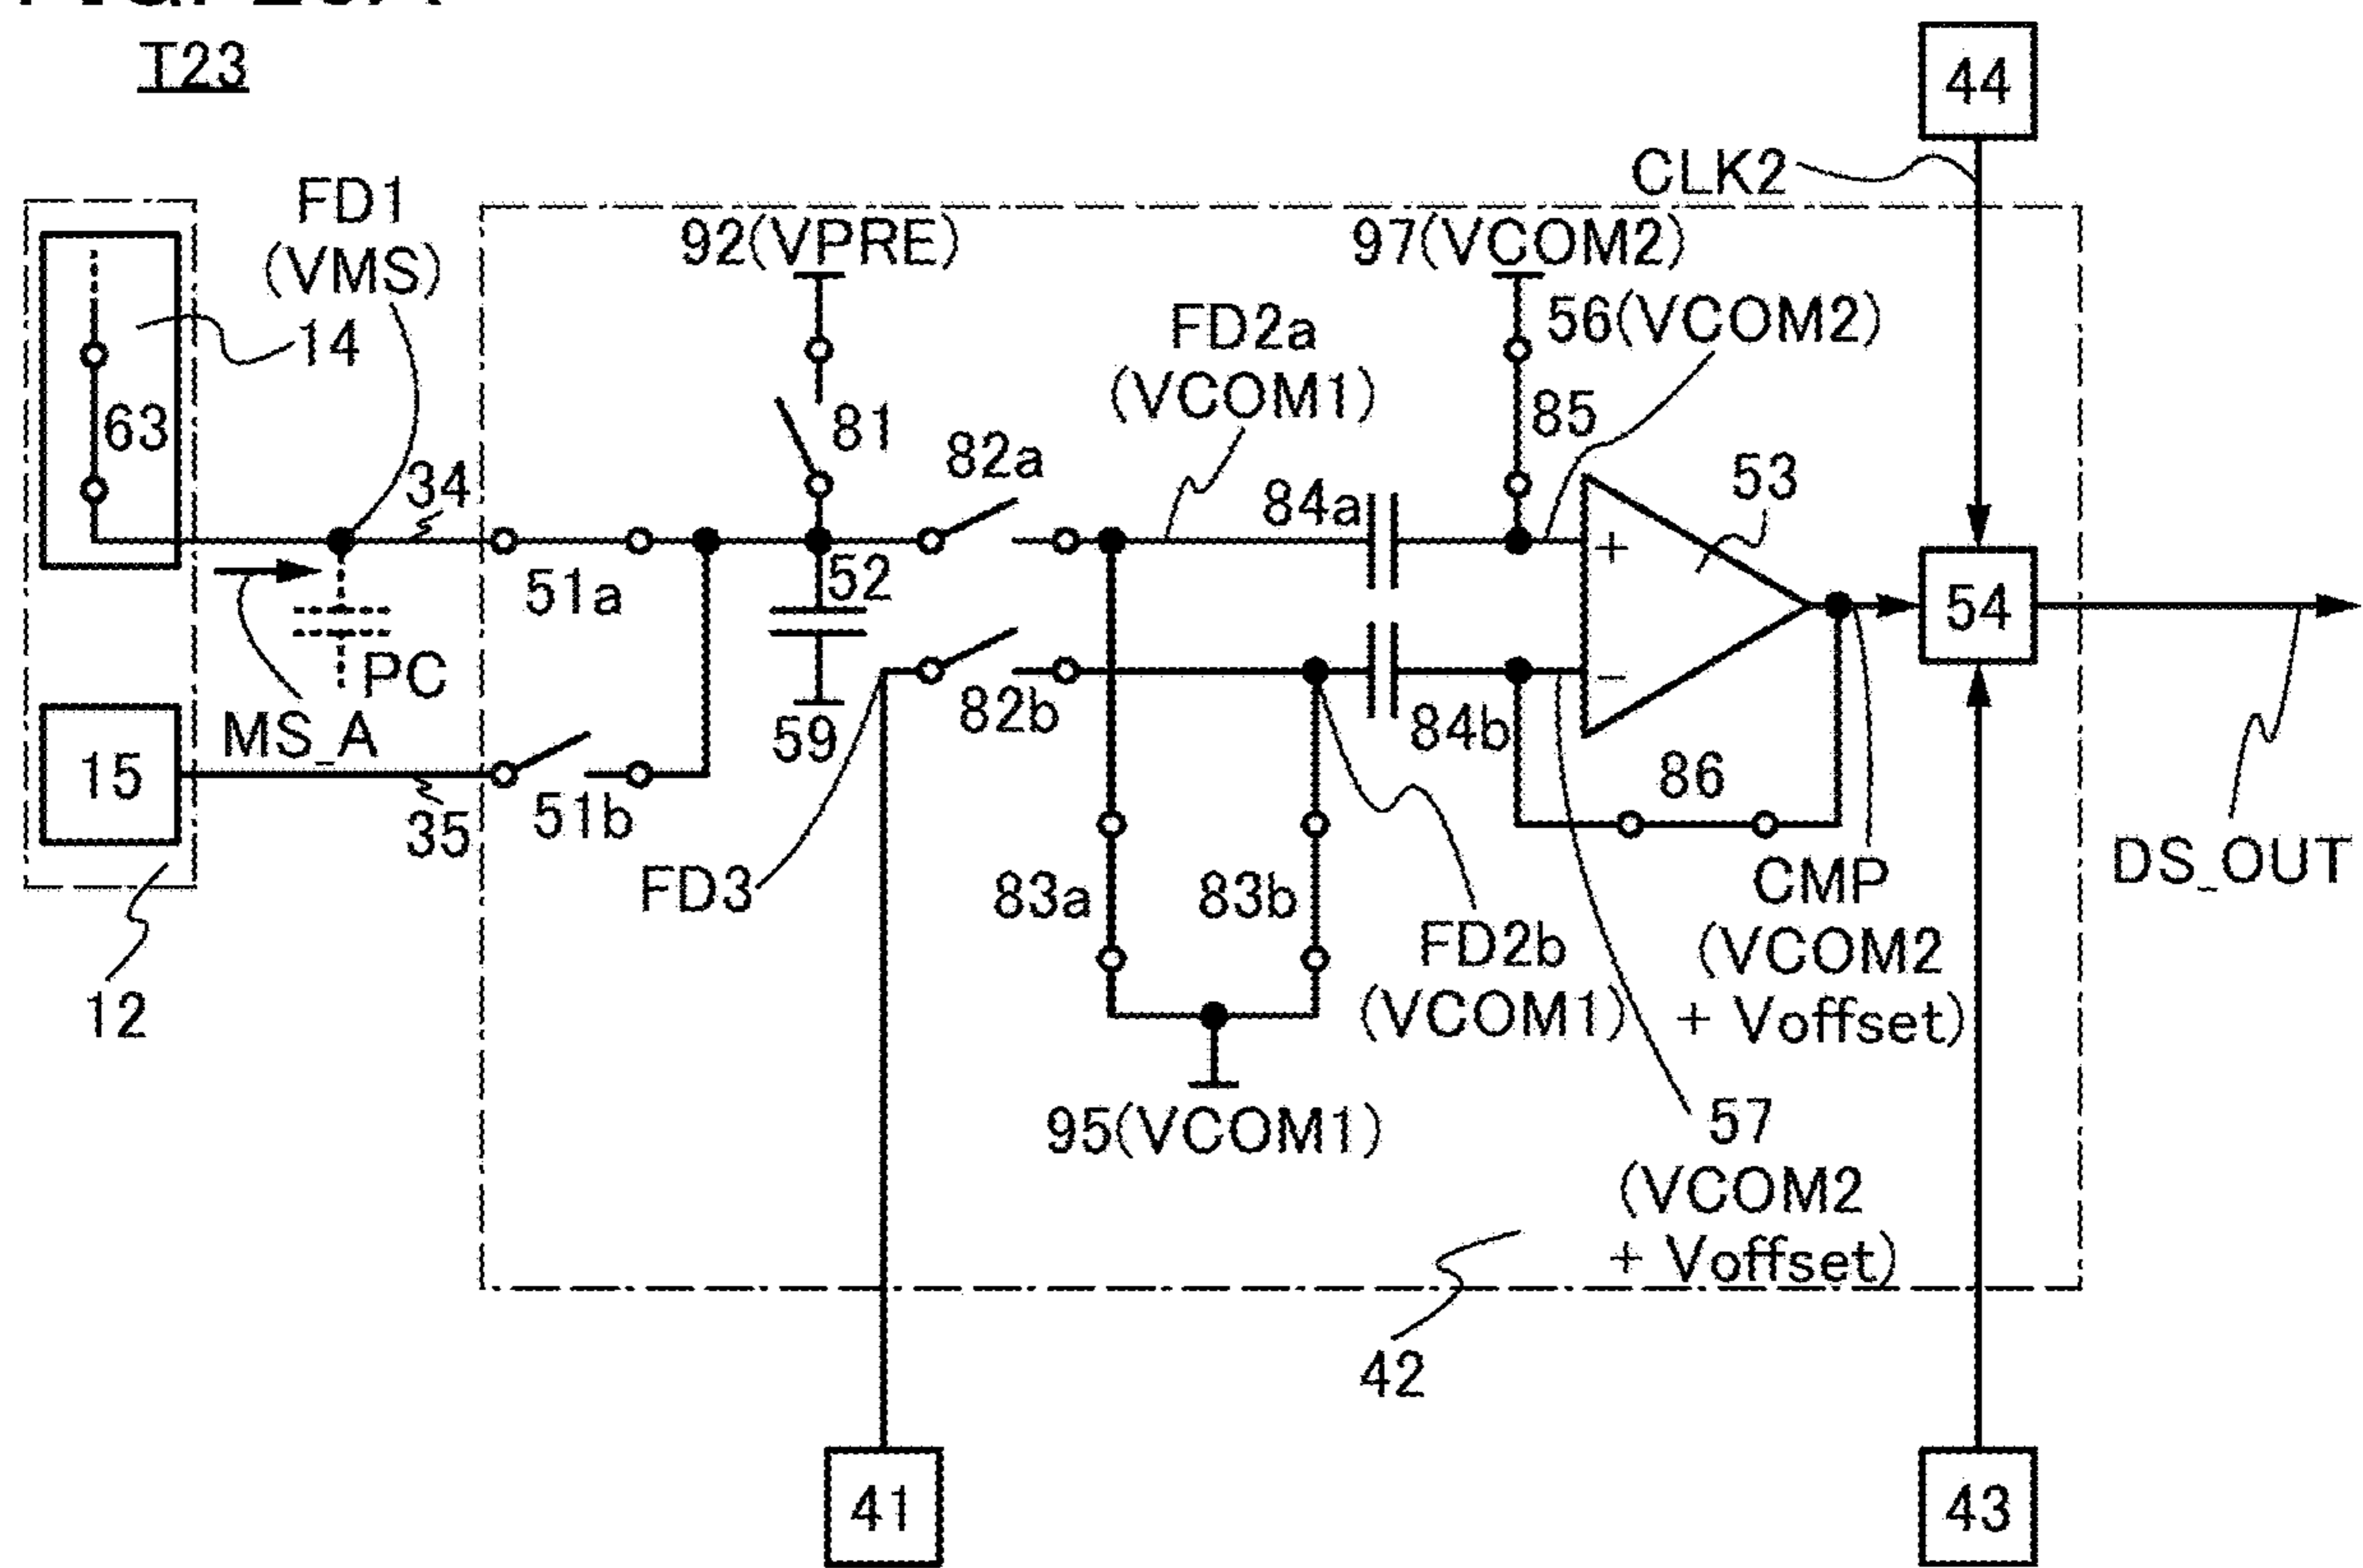 T23
44
CLK2
FD1
(VMS)
92(VPRE)
97(VCOM2)
56(VCOM2)
FD2a
(VCOM1)
14
63
81
85
82a
53
34
84a
+
51a
52
54
PC
82b
84b
−
MS_A
59
15
86
51b
35
FD3
83a
83b
CMP
(VCOM2
+ Voffset)
DS_OUT
FD2b
(VCOM1)
12
95(VCOM1)
57
(VCOM2
+ Voffset)
42
41
43